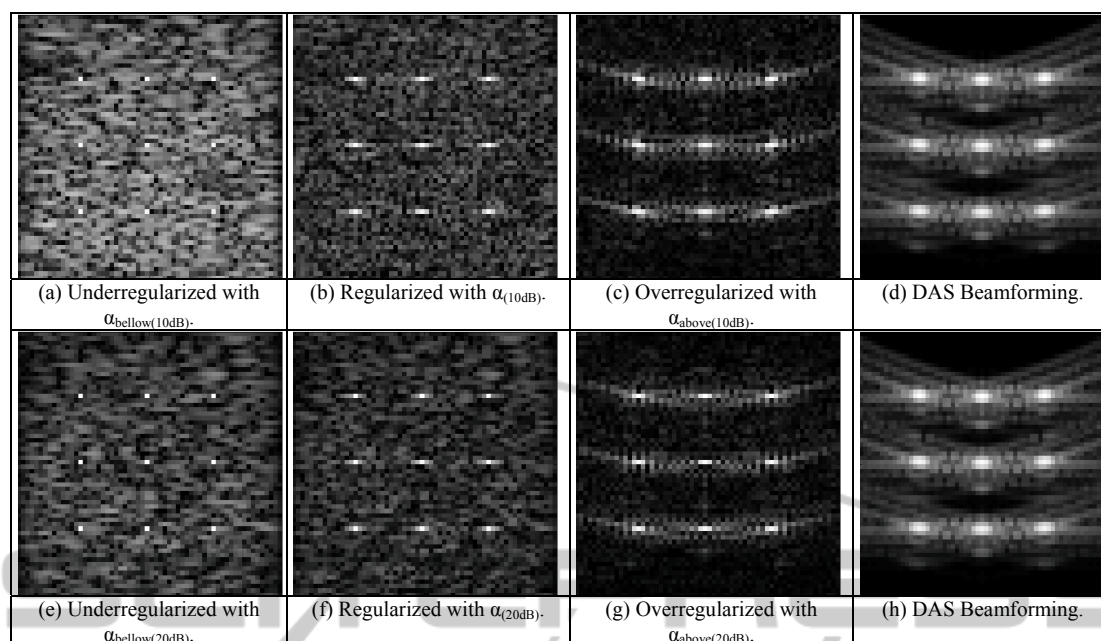 (a) Underregularized with
α_bellow(10dB).
(b) Regularized with α_(10dB).
(c) Overregularized with
α_above(10dB).
(d) DAS Beamforming.
(e) Underregularized with
α_bellow(20dB).
(f) Regularized with α_(20dB).
(g) Overregularized with
α_above(20dB).
(h) DAS Beamforming.